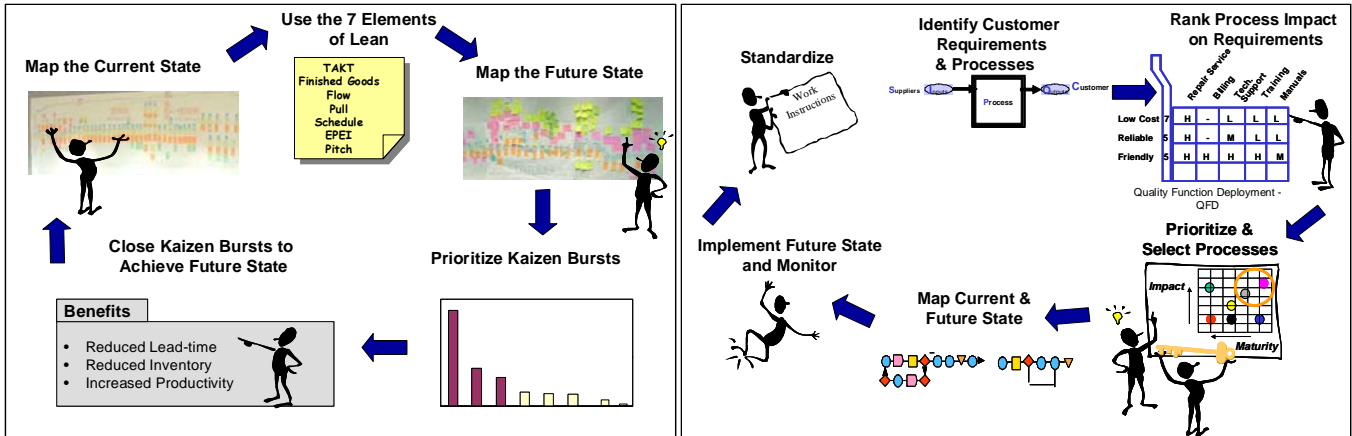 Use the 7 Elements
of Lean
TAKT
Finished Goods
Flow
Pull
Schedule
EPEI
Pitch
Map the Current State
Map the Future State
Prioritize Kaizen Bursts
Close Kaizen Bursts to
Achieve Future State
Benefits
• Reduced Lead-time
• Reduced Inventory
• Increased Productivity
Standardize
Work
Instructions
Identify Customer
Requirements
& Processes
Suppliers Inputs Process Outputs Customer
Rank Process Impact
on Requirements
Repair Service
Billing
Tech.
Support
Training
Manuals
Low Cost 7 H - L L L
Reliable 5 H - M L L
Friendly 5 H H H H M
Quality Function Deployment -
QFD
Prioritize &
Select Processes
Impact
Maturity
Map Current &
Future State
Implement Future State
and Monitor